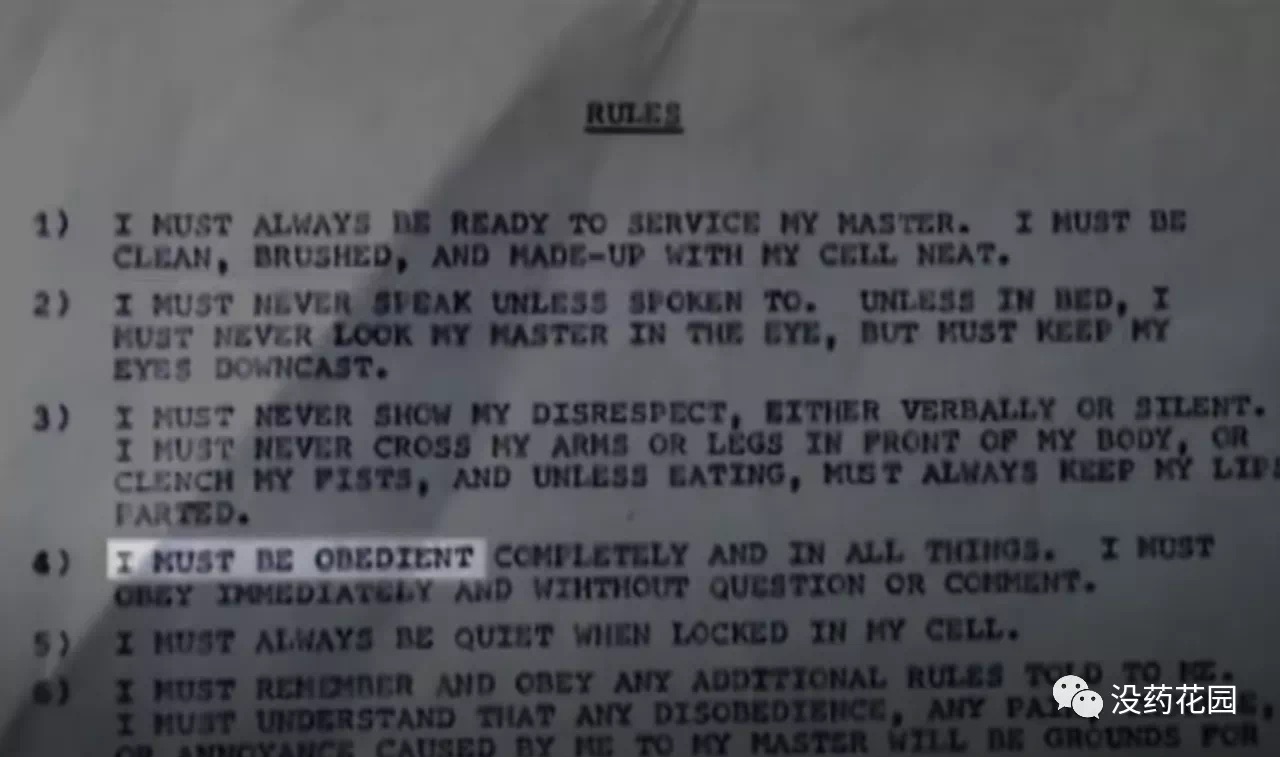 RULES
1) I MUST ALWAYS BE READY TO SERVICE MY MASTER. I MUST BE
CLEAN, BRUSHED, AND MADE-UP WITH MY CELL NEAT.
2) I MUST NEVER SPEAK UNLESS SPOKEN TO. UNLESS IN BED, I
MUST NEVER LOOK MY MASTER IN THE EYE, BUT MUST KEEP MY
EYES DOWNCAST.
3) I MUST NEVER SHOW MY DISRESPECT, EITHER VERBALLY OR SILENT.
I MUST NEVER CROSS MY ARMS OR LEGS IN FRONT OF MY BODY, OR
CLENCH MY FISTS, AND UNLESS EATING, MUST ALWAYS KEEP MY LIPS
PARTED.
4) I MUST BE OBEDIENT COMPLETELY AND IN ALL THINGS. I MUST
OBEY IMMEDIATELY AND WIHTHOUT QUESTION OR COMMENT.
5) I MUST ALWAYS BE QUIET WHEN LOCKED IN MY CELL.
6) I MUST REMEMBER AND OBEY ANY ADDITIONAL RULES TOLD TO ME.
I MUST UNDERSTAND THAT ANY DISOBEDIENCE, ANY
OR ANNOYANCE CAUSED BY ME TO MY MASTER WILL BE GROUNDS FOR
没药花园